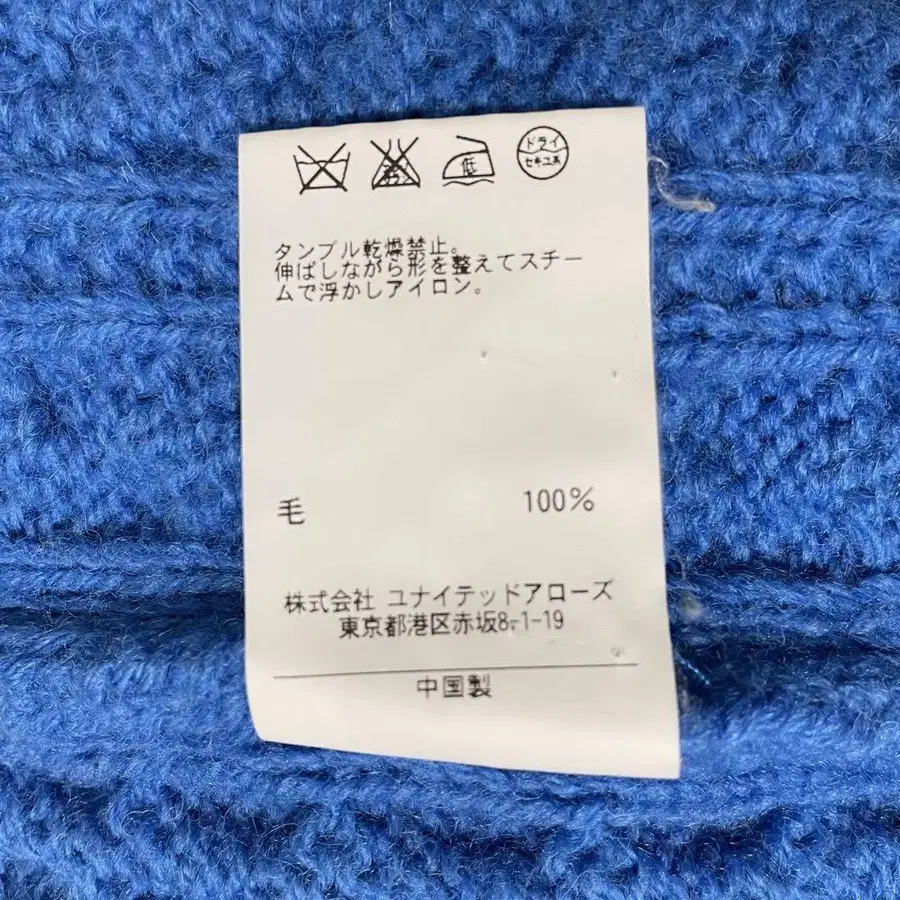 低
ドライ
セキユ系
タンブル乾燥禁止。
伸ばしながら形を整えてスチー
ムで浮かしアイロン。
毛 100%
株式会社 ユナイテッドアローズ
東京都港区赤坂8-1-19
中国製